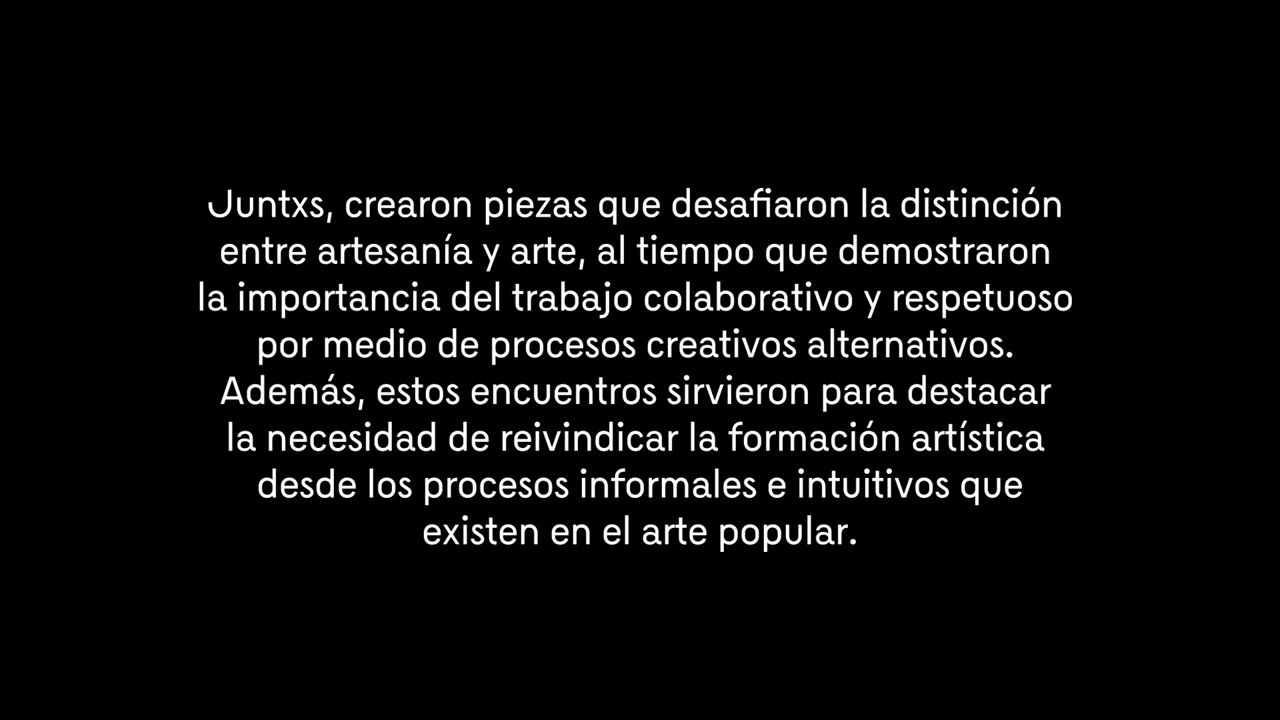 Juntxs, crearon piezas que desafiaron la distinción
entre artesanía y arte, al tiempo que demostraron
la importancia del trabajo colaborativo y respetuoso
por medio de procesos creativos alternativos.
Además, estos encuentros sirvieron para destacar
la necesidad de reivindicar la formación artística
desde los procesos informales e intuitivos que
existen en el arte popular.